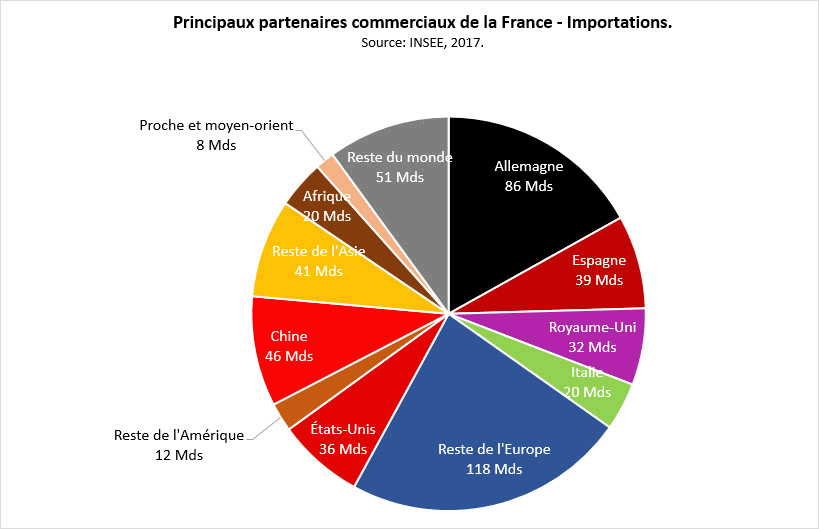 Principaux partenaires commerciaux de la France - Importations.
Source: INSEE, 2017.
Proche et moyen-orient
8 Mds
Reste du monde
51 Mds
Allemagne
86 Mds
Afrique
20 Mds
Reste de l'Asie
41 Mds
Espagne
39 Mds
Chine
46 Mds
Royaume-Uni
32 Mds
Italie
20 Mds
Reste de l'Amérique
12 Mds
États-Unis
36 Mds
Reste de l'Europe
118 Mds